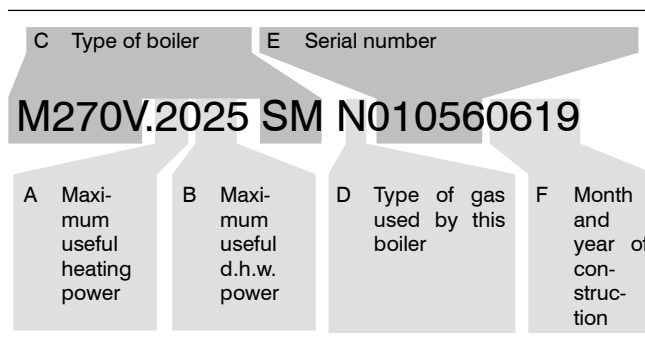 C Type of boiler E Serial number
M270V.2025 SM N010560619
A Maxi-
mum
useful
heating
power
B Maxi-
mum
useful
d.h.w.
power
D Type of gas
used by this
boiler
F Month
and
year of
con-
struc-
tion